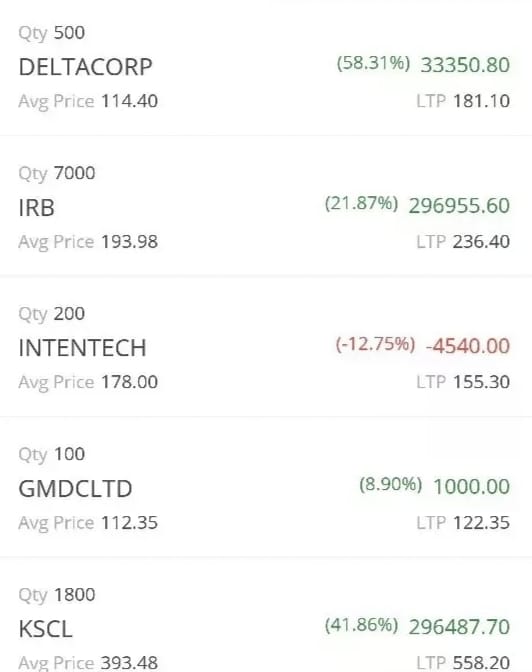 Qty 500
DELTACORP (58.31%) 33350.80
Avg Price 114.40 LTP 181.10
Qty 7000
IRB (21.87%) 296955.60
Avg Price 193.98 LTP 236.40
Qty 200
INTENTECH (-12.75%) -4540.00
Avg Price 178.00 LTP 155.30
Qty 100
GMDCLTD (8.90%) 1000.00
Avg Price 112.35 LTP 122.35
Qty 1800
KSCL (41.86%) 296487.70
Avg Price 393.48 LTP 558.20